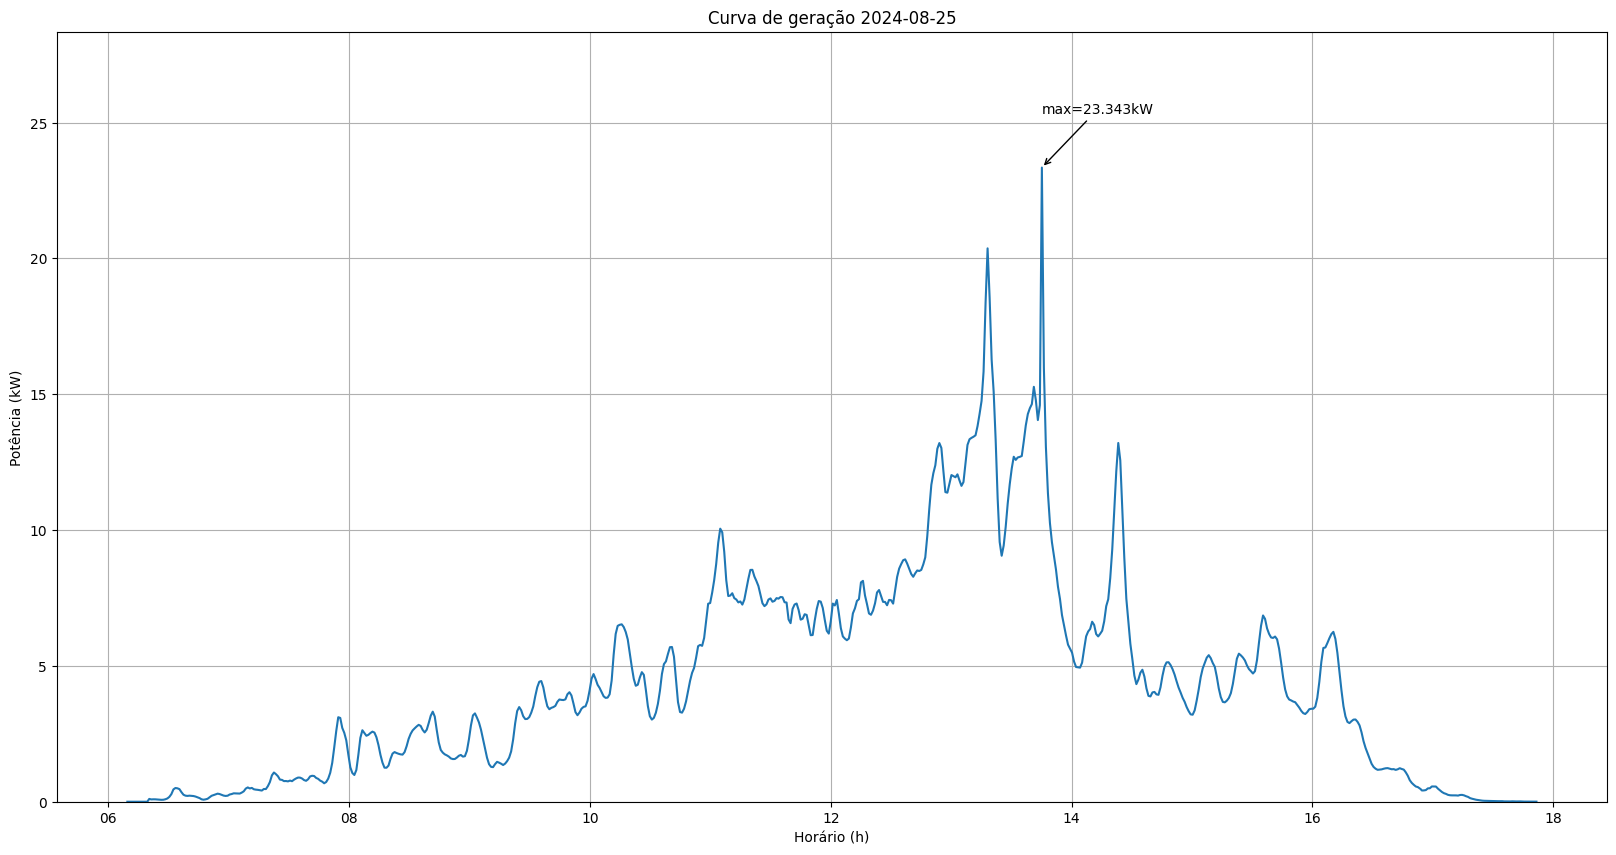 Curva de geração 2024-08-25
max=23.343kW
25
20
15
10
5
0
Potência (kW)
06 08 10 12 14 16 18
Horário (h)